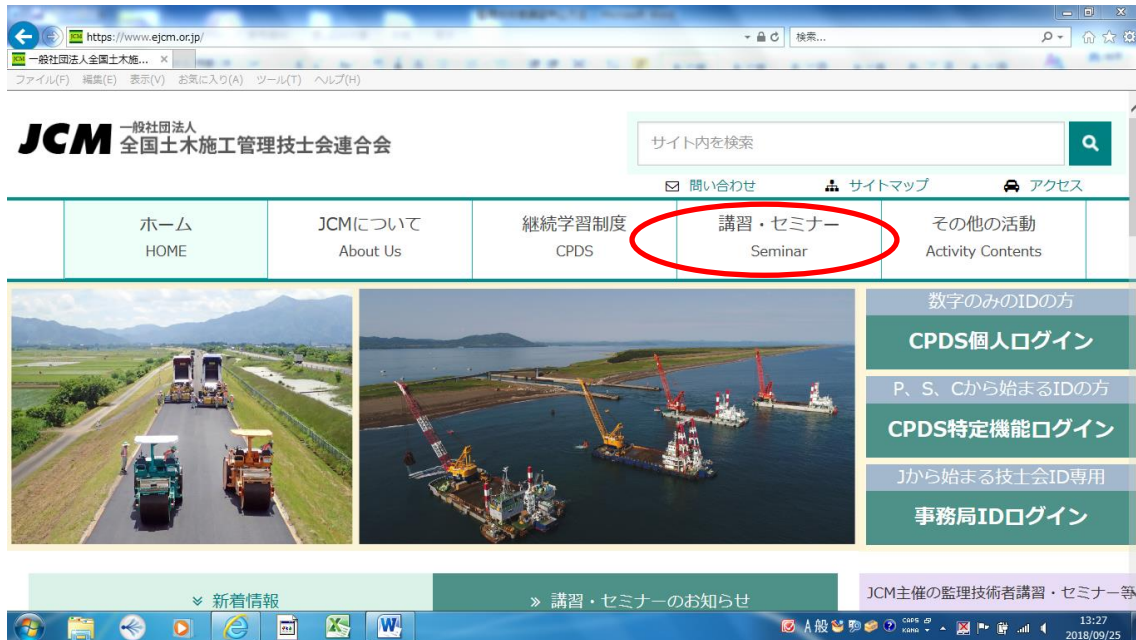 https://www.ejcm.or.jp/
検索...
一般社団法人全国土木施... ×
ファイル(F) 編集(E) 表示(V) お気に入り(A) ツール(T) ヘルプ(H)
JCM 一般社団法人
全国土木施工管理技士会連合会
サイト内を検索
問い合わせ サイトマップ アクセス
ホーム JCMについて 継続学習制度 講習・セミナー その他の活動
HOME About Us CPDS Seminar Activity Contents
数字のみのIDの方
CPDS個人ログイン
P、S、Cから始まるIDの方
CPDS特定機能ログイン
Jから始まる技士会ID専用
事務局IDログイン
新着情報
講習・セミナーのお知らせ
JCM主催の監理技術者講習・セミナー等
A 般 CAPS KANA
13:27
2018/09/25